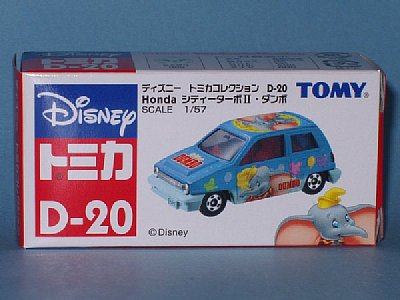 Disney
トミカ
D-20
ディズニー トミカコレクション D-20
Honda シティーターボⅡ・ダンボ
SCALE 1/57
TOMY
DUMBO
©Disney